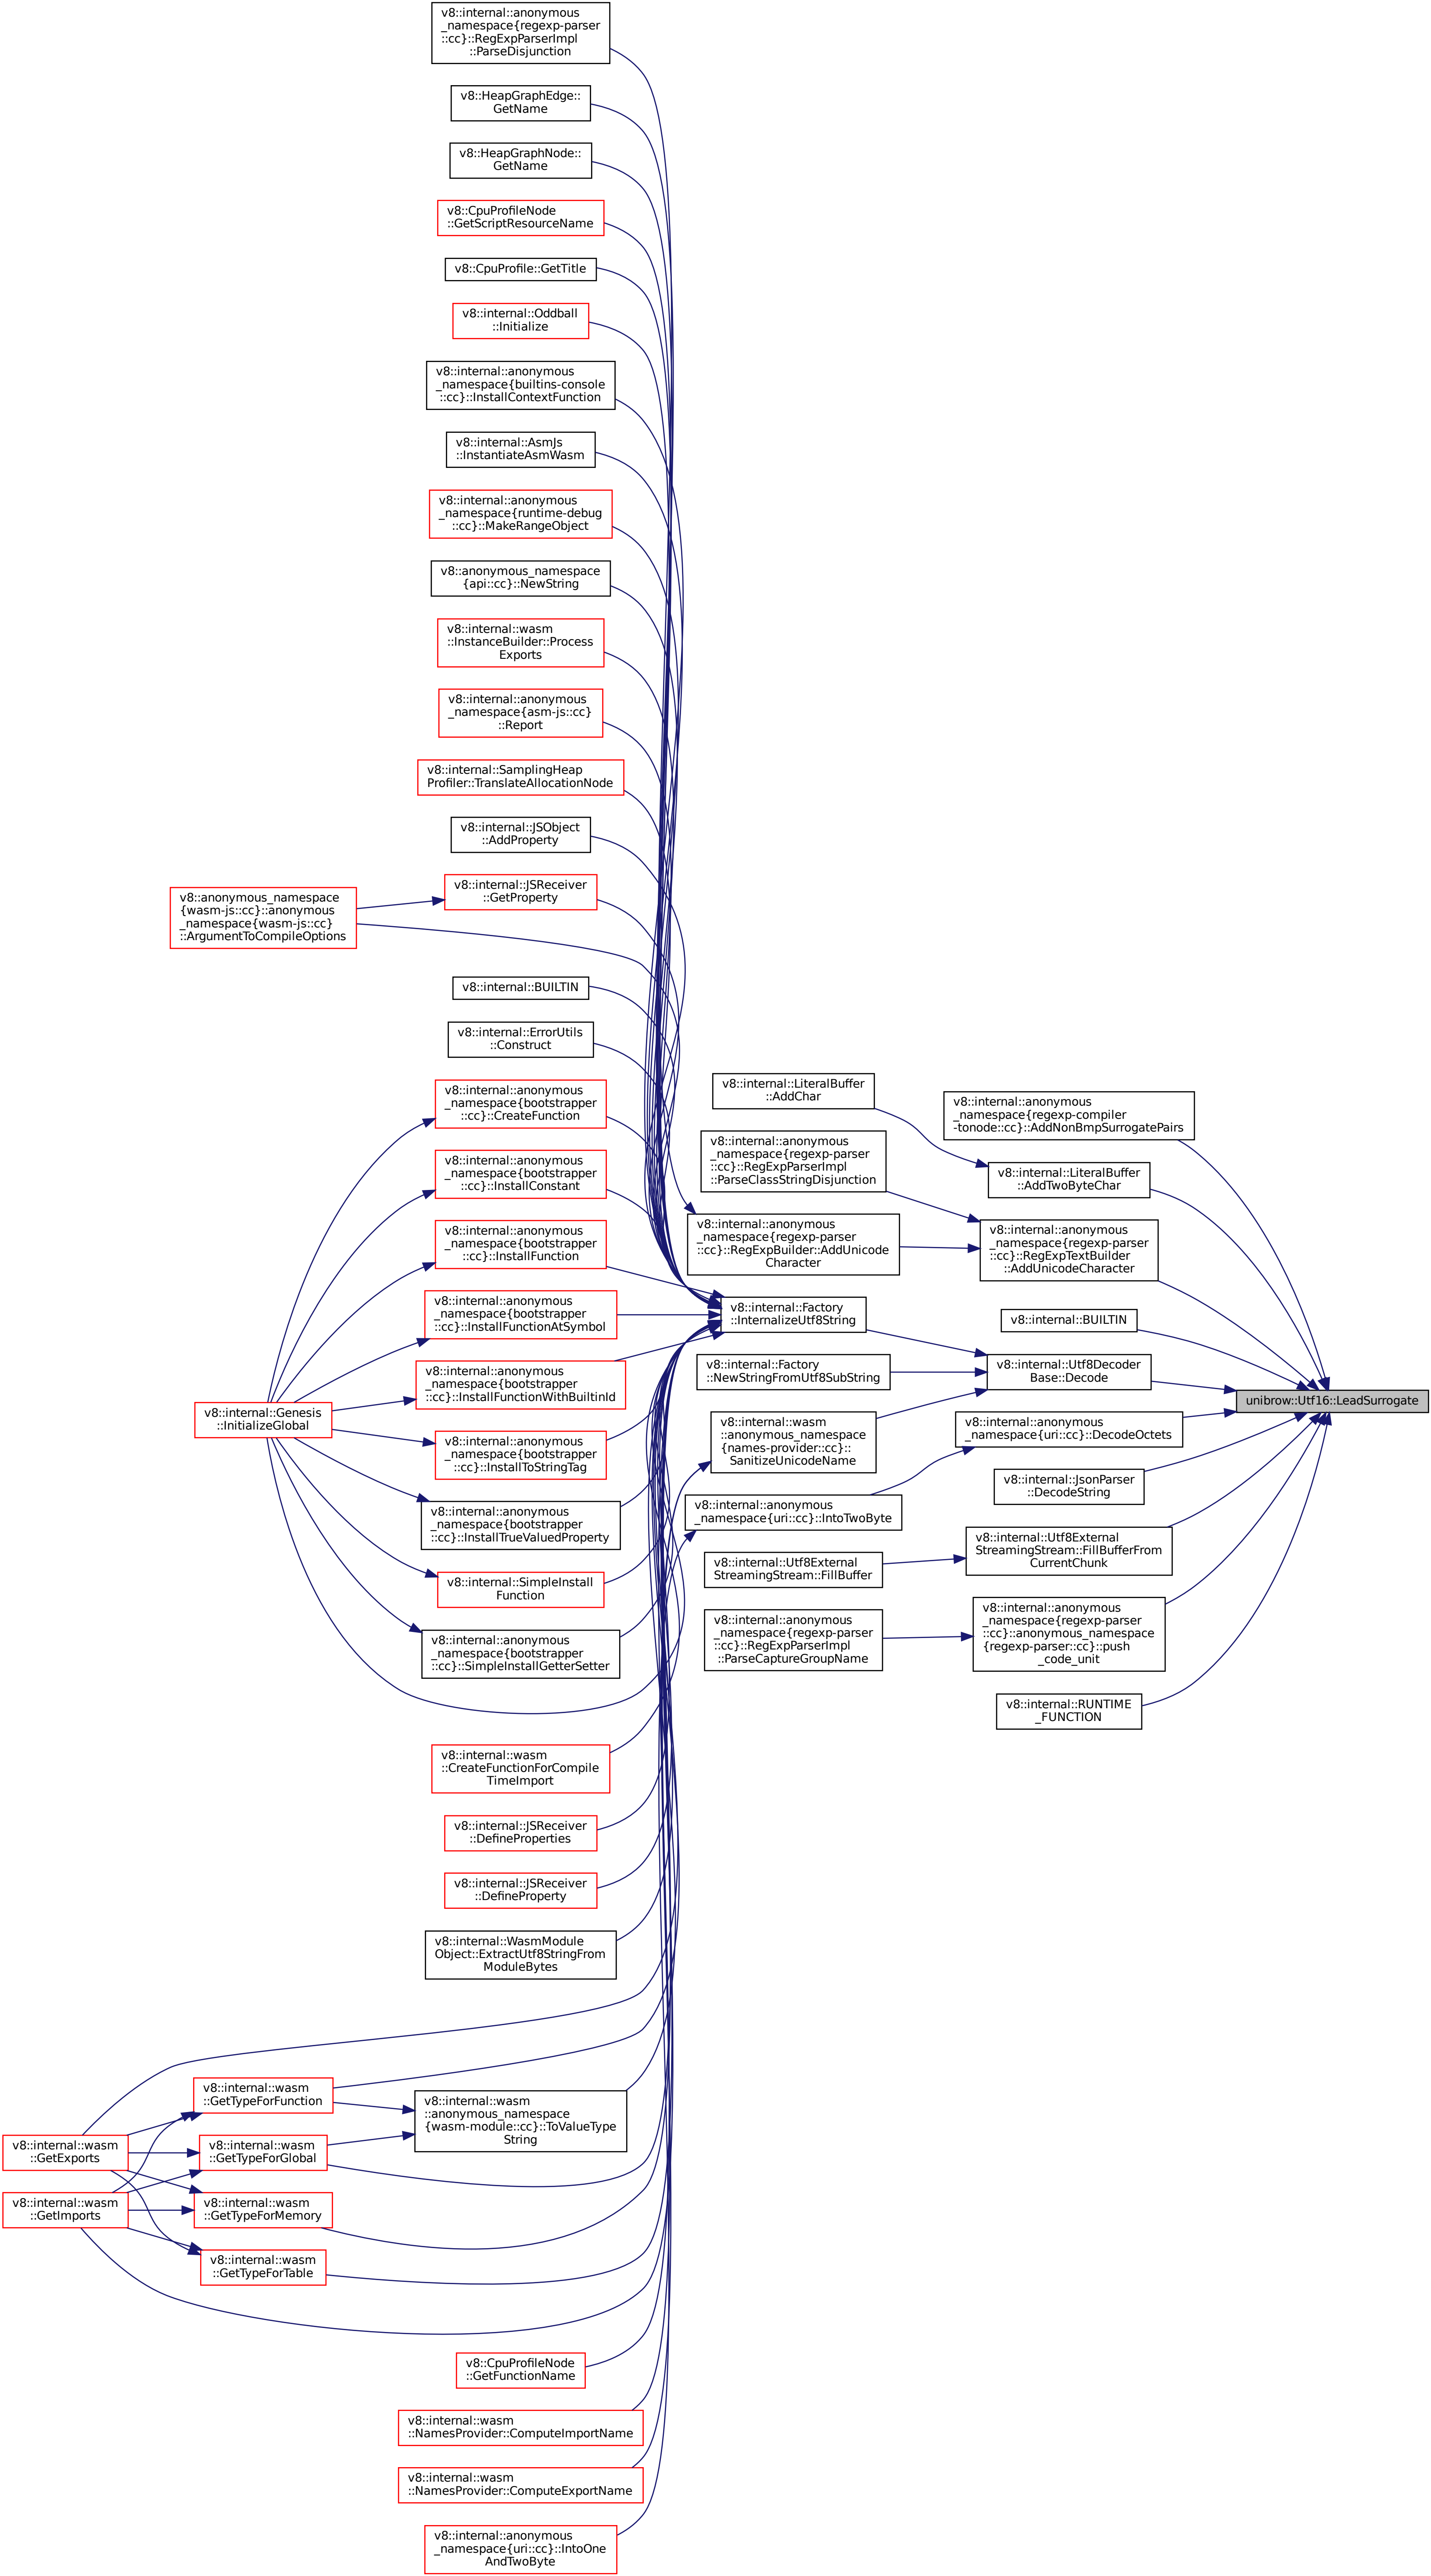 v8::internal::anonymous
_namespace{regexp-parser
::cc}::RegExpParserImpl
::ParseDisjunction
v8::HeapGraphEdge::
GetName
v8::HeapGraphNode::
GetName
v8::CpuProfileNode
::GetScriptResourceName
v8::CpuProfile::GetTitle
v8::internal::Oddball
::Initialize
v8::internal::anonymous
_namespace{builtins-console
::cc}::InstallContextFunction
v8::internal::AsmJs
::InstantiateAsmWasm
v8::internal::anonymous
_namespace{runtime-debug
::cc}::MakeRangeObject
v8::anonymous_namespace
{api::cc}::NewString
v8::internal::wasm
::InstanceBuilder::Process
Exports
v8::internal::anonymous
_namespace{asm-js::cc}
::Report
v8::internal::SamplingHeap
Profiler::TranslateAllocationNode
v8::internal::JSObject
::AddProperty
v8::internal::JSReceiver
::GetProperty
v8::anonymous_namespace
{wasm-js::cc}::anonymous
_namespace{wasm-js::cc}
::ArgumentToCompileOptions
v8::internal::BUILTIN
v8::internal::ErrorUtils
::Construct
v8::internal::anonymous
_namespace{bootstrapper
::cc}::CreateFunction
v8::internal::anonymous
_namespace{bootstrapper
::cc}::InstallConstant
v8::internal::anonymous
_namespace{bootstrapper
::cc}::InstallFunction
v8::internal::anonymous
_namespace{bootstrapper
::cc}::InstallFunctionAtSymbol
v8::internal::anonymous
_namespace{bootstrapper
::cc}::InstallFunctionWithBuiltinId
v8::internal::Genesis
::InitializeGlobal
v8::internal::anonymous
_namespace{bootstrapper
::cc}::InstallToStringTag
v8::internal::anonymous
_namespace{bootstrapper
::cc}::InstallTrueValuedProperty
v8::internal::SimpleInstall
Function
v8::internal::anonymous
_namespace{bootstrapper
::cc}::SimpleInstallGetterSetter
v8::internal::wasm
::CreateFunctionForCompile
TimeImport
v8::internal::JSReceiver
::DefineProperties
v8::internal::JSReceiver
::DefineProperty
v8::internal::WasmModule
Object::ExtractUtf8StringFrom
ModuleBytes
v8::internal::wasm
::GetTypeForFunction
v8::internal::wasm
::anonymous_namespace
{wasm-module::cc}::ToValueType
String
v8::internal::wasm
::GetExports
v8::internal::wasm
::GetTypeForGlobal
v8::internal::wasm
::GetImports
v8::internal::wasm
::GetTypeForMemory
v8::internal::wasm
::GetTypeForTable
v8::CpuProfileNode
::GetFunctionName
v8::internal::wasm
::NamesProvider::ComputeImportName
v8::internal::wasm
::NamesProvider::ComputeExportName
v8::internal::anonymous
_namespace{uri::cc}::IntoOne
AndTwoByte
v8::internal::LiteralBuffer
::AddChar
v8::internal::anonymous
_namespace{regexp-parser
::cc}::RegExpParserImpl
::ParseClassStringDisjunction
v8::internal::anonymous
_namespace{regexp-parser
::cc}::RegExpBuilder::AddUnicode
Character
v8::internal::Factory
::InternalizeUtf8String
v8::internal::Factory
::NewStringFromUtf8SubString
v8::internal::wasm
::anonymous_namespace
{names-provider::cc}::
SanitizeUnicodeName
v8::internal::anonymous
_namespace{uri::cc}::IntoTwoByte
v8::internal::Utf8External
StreamingStream::FillBuffer
v8::internal::anonymous
_namespace{regexp-parser
::cc}::RegExpParserImpl
::ParseCaptureGroupName
v8::internal::anonymous
_namespace{regexp-compiler
-tonode::cc}::AddNonBmpSurrogatePairs
v8::internal::LiteralBuffer
::AddTwoByteChar
v8::internal::anonymous
_namespace{regexp-parser
::cc}::RegExpTextBuilder
::AddUnicodeCharacter
v8::internal::BUILTIN
v8::internal::Utf8Decoder
Base::Decode
v8::internal::anonymous
_namespace{uri::cc}::DecodeOctets
v8::internal::JsonParser
::DecodeString
v8::internal::Utf8External
StreamingStream::FillBufferFrom
CurrentChunk
v8::internal::anonymous
_namespace{regexp-parser
::cc}::anonymous_namespace
{regexp-parser::cc}::push
_code_unit
v8::internal::RUNTIME
_FUNCTION
unibrow::Utf16::LeadSurrogate